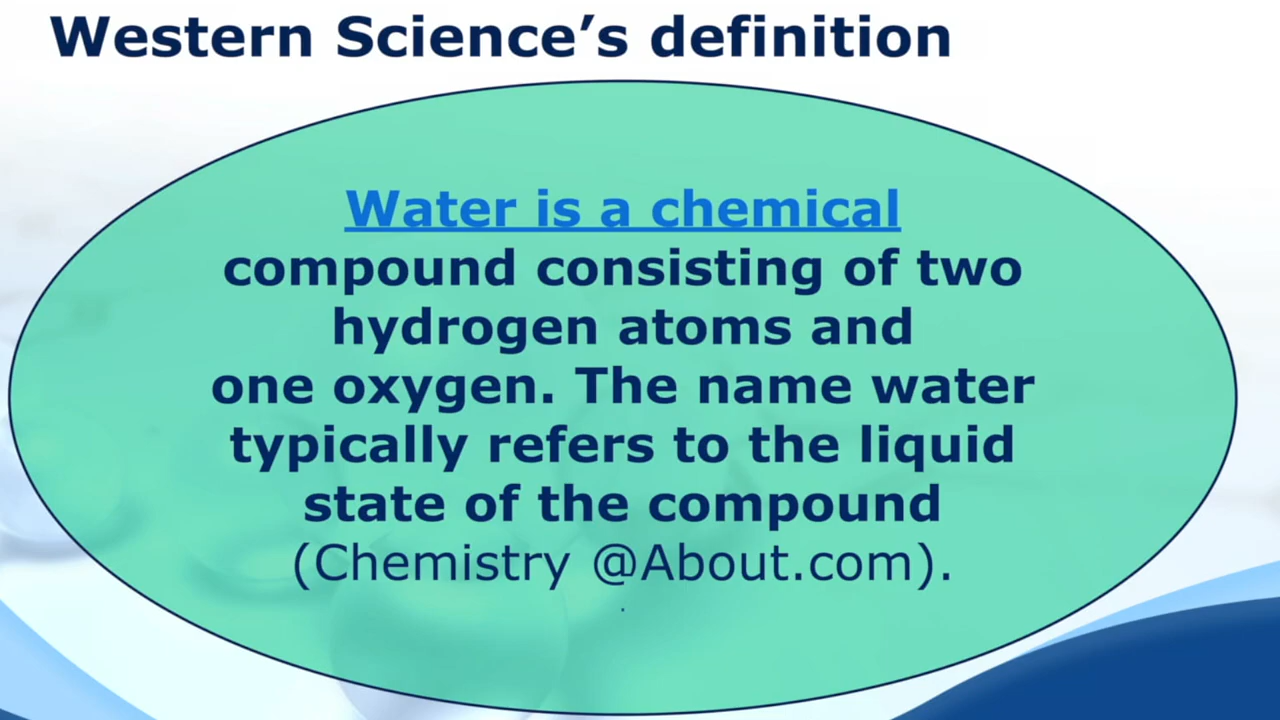 Western Science’s definition
Water is a chemical
compound consisting of two
hydrogen atoms and
one oxygen. The name water
typically refers to the liquid
state of the compound
(Chemistry @About.com).
.